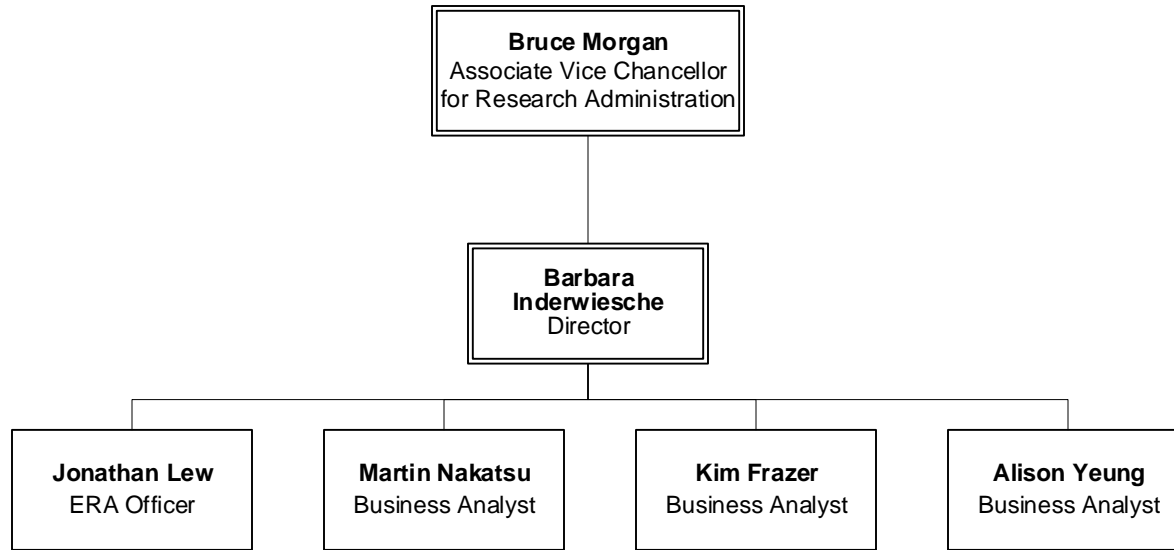 Bruce Morgan
Associate Vice Chancellor
for Research Administration
Barbara
Inderwiesche
Director
Jonathan Lew
ERA Officer
Martin Nakatsu
Business Analyst
Kim Frazer
Business Analyst
Alison Yeung
Business Analyst